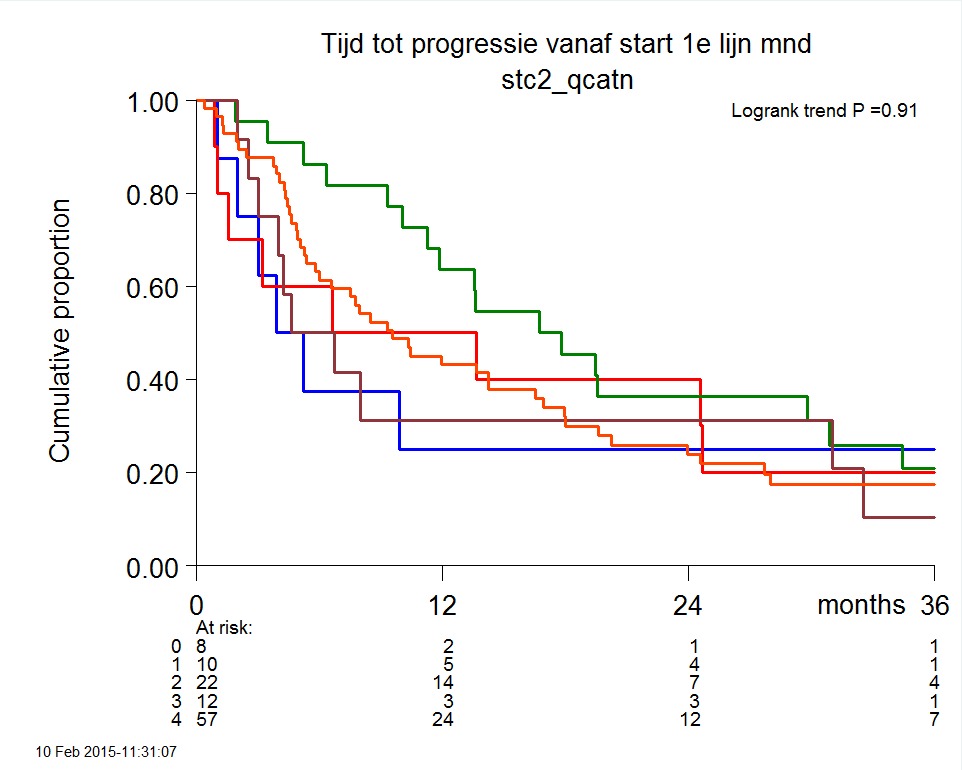 Tijd tot progressie vanaf start 1e lijn mnd
stc2_qcatn
Logrank trend P =0.91
Cumulative proportion
1.00
0.80
0.60
0.40
0.20
0.00
0 12 24 months 36
At risk:
0 8 2 1 1
1 10 5 4 1
2 22 14 7 4
3 12 3 3 1
4 57 24 12 7
10 Feb 2015-11:31:07